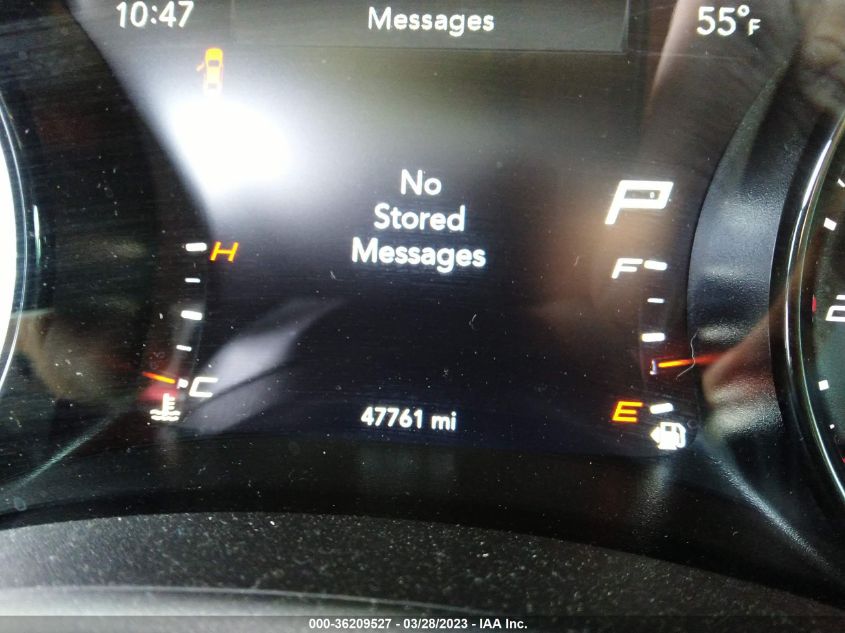 10:47 Messages 55°F
No
Stored
Messages
P
H
F
C
47761 mi
E
000-36209527 - 03/28/2023 - IAA Inc.